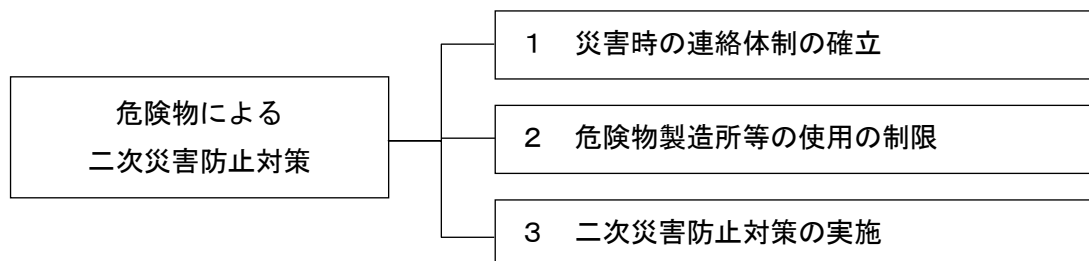 危険物による
二次災害防止対策
１　災害時の連絡体制の確立
２　危険物製造所等の使用の制限
３　二次災害防止対策の実施